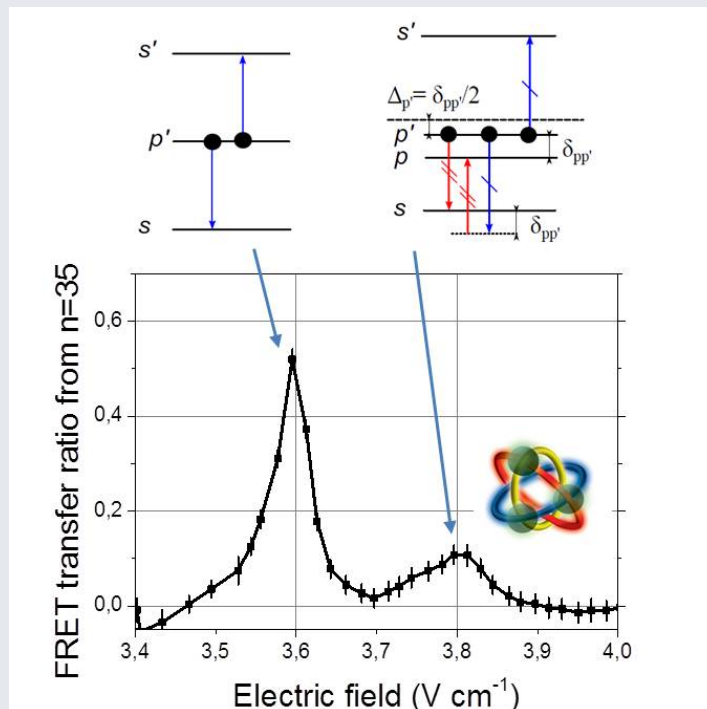 s'
p'
s
s'
Δp'= δpp'/2
p'
p
δpp'
s
δpp'
FRET transfer ratio from n=35
0,6
0,4
0,2
0,0
3,4 3,5 3,6 3,7 3,8 3,9 4,0
Electric field (V cm⁻¹)